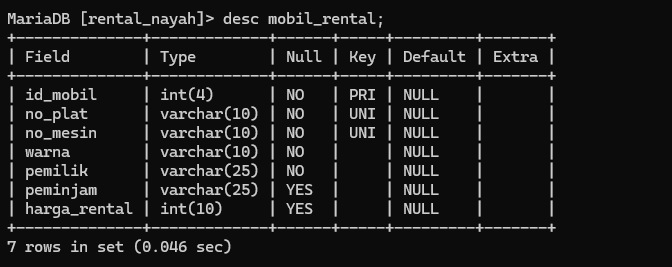 MariaDB [rental_nayah]> desc mobil_rental;
+--------------+-------------+------+-----+---------+-------+
| Field        | Type        | Null | Key | Default | Extra |
+--------------+-------------+------+-----+---------+-------+
| id_mobil     | int(4)      | NO   | PRI | NULL    |       |
| no_plat      | varchar(10) | NO   | UNI | NULL    |       |
| no_mesin     | varchar(10) | NO   | UNI | NULL    |       |
| warna        | varchar(10) | NO   |     | NULL    |       |
| pemilik      | varchar(25) | NO   |     | NULL    |       |
| peminjam     | varchar(25) | YES  |     | NULL    |       |
| harga_rental | int(10)     | YES  |     | NULL    |       |
+--------------+-------------+------+-----+---------+-------+
7 rows in set (0.046 sec)